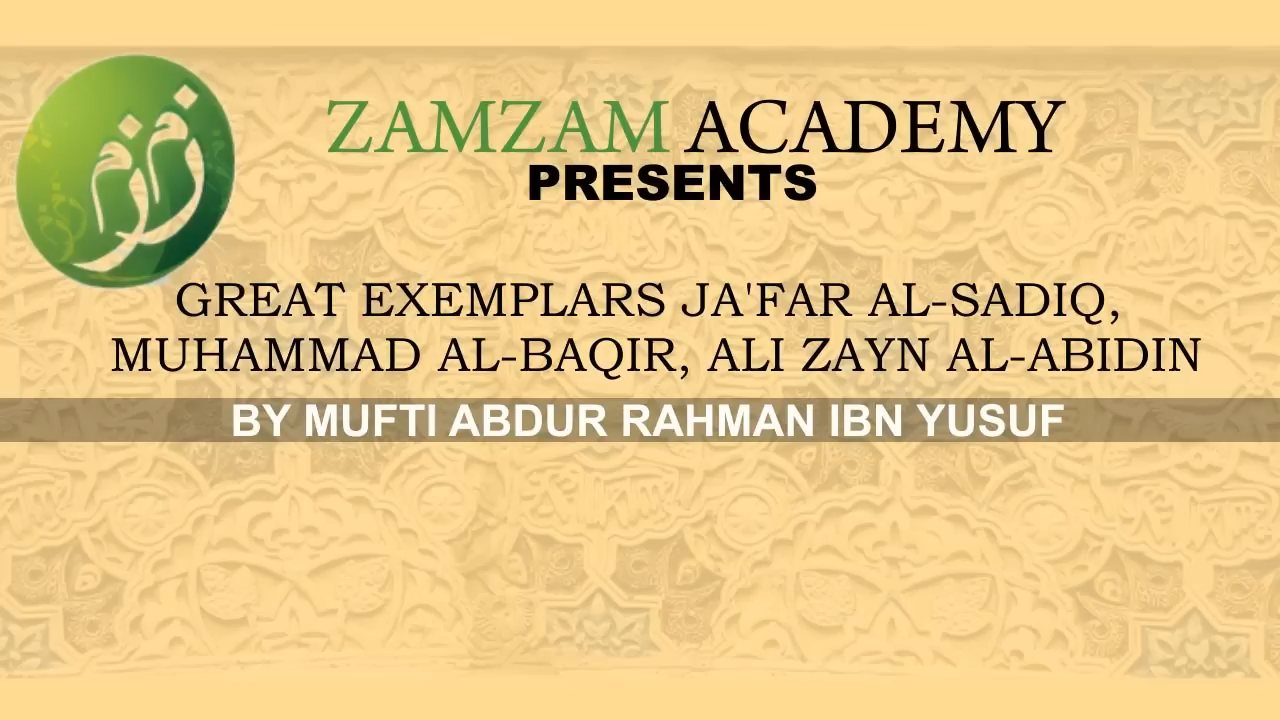 زمزم
ZAMZAM ACADEMY
PRESENTS
GREAT EXEMPLARS JA'FAR AL-SADIQ,
MUHAMMAD AL-BAQIR, ALI ZAYN AL-ABIDIN
BY MUFTI ABDUR RAHMAN IBN YUSUF